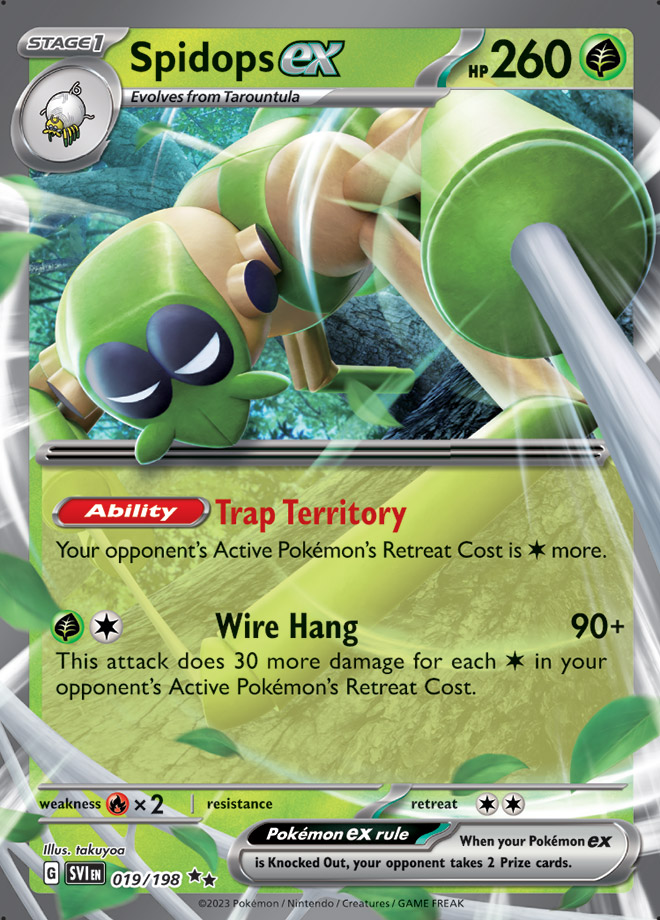 STAGE1
Spidops ex
HP 260
Evolves from Tarountula
Ability Trap Territory
Your opponent's Active Pokémon's Retreat Cost is ✶ more.
Wire Hang 90+
This attack does 30 more damage for each ✶ in your
opponent's Active Pokémon's Retreat Cost.
weakness ×2 resistance retreat
Illus. takuyoa
Pokémon ex rule
When your Pokémon ex
is Knocked Out, your opponent takes 2 Prize cards.
G SVI EN 019/198 ★★
©2023 Pokémon / Nintendo / Creatures / GAME FREAK